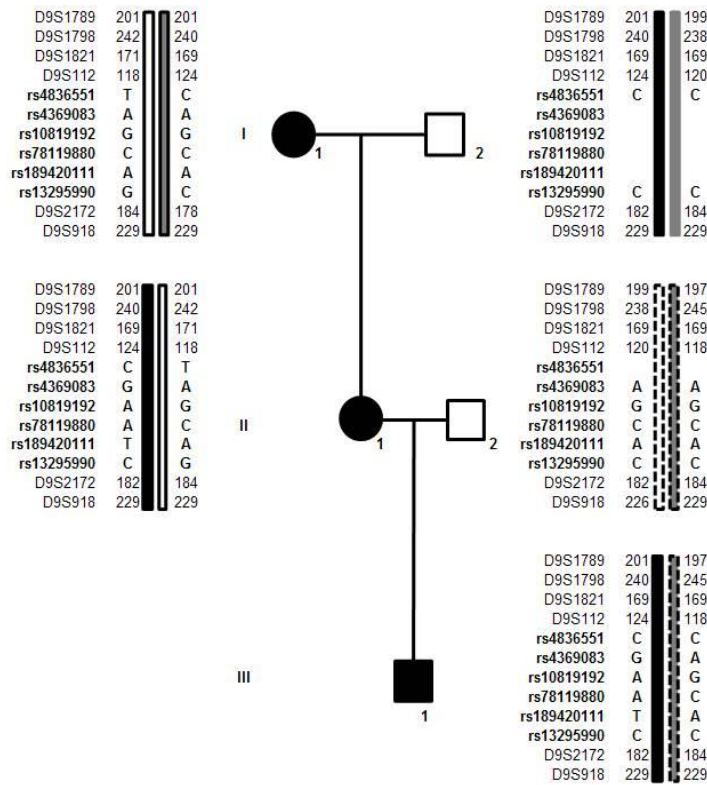 D9S1789 201 201
D9S1798 242 240
D9S1821 171 169
D9S112 118 124
rs4836551 T C
rs4369083 A A
rs10819192 G G
rs78119880 C C
rs189420111 A A
rs13295990 G C
D9S2172 184 178
D9S918 229 229
I
1
2
D9S1789 201 199
D9S1798 240 238
D9S1821 169 169
D9S112 124 120
rs4836551 C C
rs4369083
rs10819192
rs78119880
rs189420111
rs13295990 C C
D9S2172 182 184
D9S918 229 229
D9S1789 201 201
D9S1798 240 242
D9S1821 169 171
D9S112 124 118
rs4836551 C T
rs4369083 G A
rs10819192 A G
rs78119880 A C
rs189420111 T A
rs13295990 C G
D9S2172 182 184
D9S918 229 229
II
1
2
D9S1789 199 197
D9S1798 238 245
D9S1821 169 169
D9S112 120 118
rs4836551
rs4369083 A A
rs10819192 G G
rs78119880 C C
rs189420111 A A
rs13295990 C C
D9S2172 182 184
D9S918 226 229
III
1
D9S1789 201 197
D9S1798 240 245
D9S1821 169 169
D9S112 124 118
rs4836551 C C
rs4369083 G A
rs10819192 A G
rs78119880 A C
rs189420111 T A
rs13295990 C C
D9S2172 182 184
D9S918 229 229